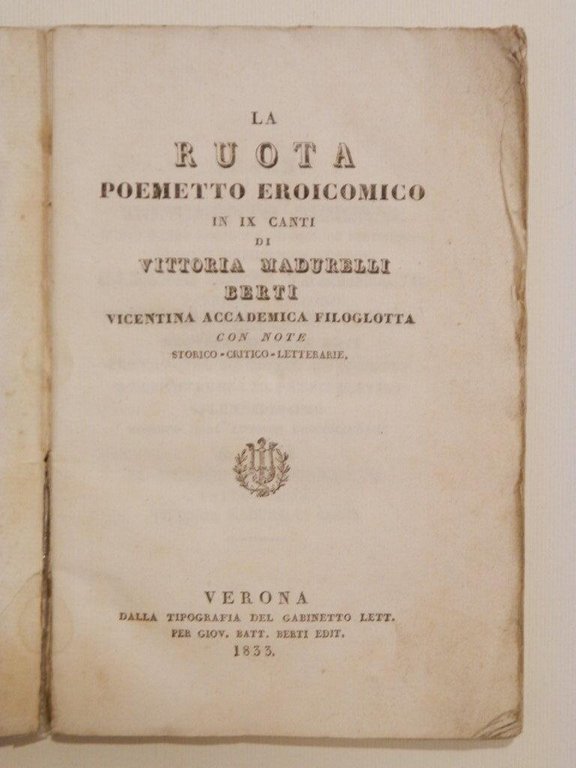 LA
RUOTA
POEMETTO EROICOMICO
IN IX CANTI
DI
VITTORIA MADURELLI
BERTI
VICENTINA ACCADEMICA FILOGLOTTA
CON NOTE
STORICO-CRITICO-LETTERARIE.
VERONA
DALLA TIPOGRAFIA DEL GABINETTO LETT.
PER GIOV. BATT. BERTI EDIT.
1833.